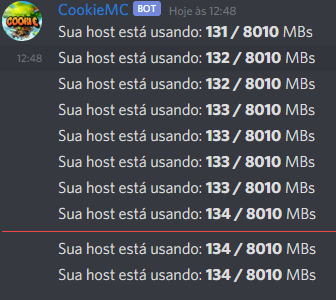 CookieMC BOT Hoje às 12:48
Sua host está usando: 131 / 8010 MBs
12:48 Sua host está usando: 132 / 8010 MBs
Sua host está usando: 132 / 8010 MBs
Sua host está usando: 133 / 8010 MBs
Sua host está usando: 133 / 8010 MBs
Sua host está usando: 133 / 8010 MBs
Sua host está usando: 133 / 8010 MBs
Sua host está usando: 134 / 8010 MBs
Sua host está usando: 134 / 8010 MBs
Sua host está usando: 134 / 8010 MBs